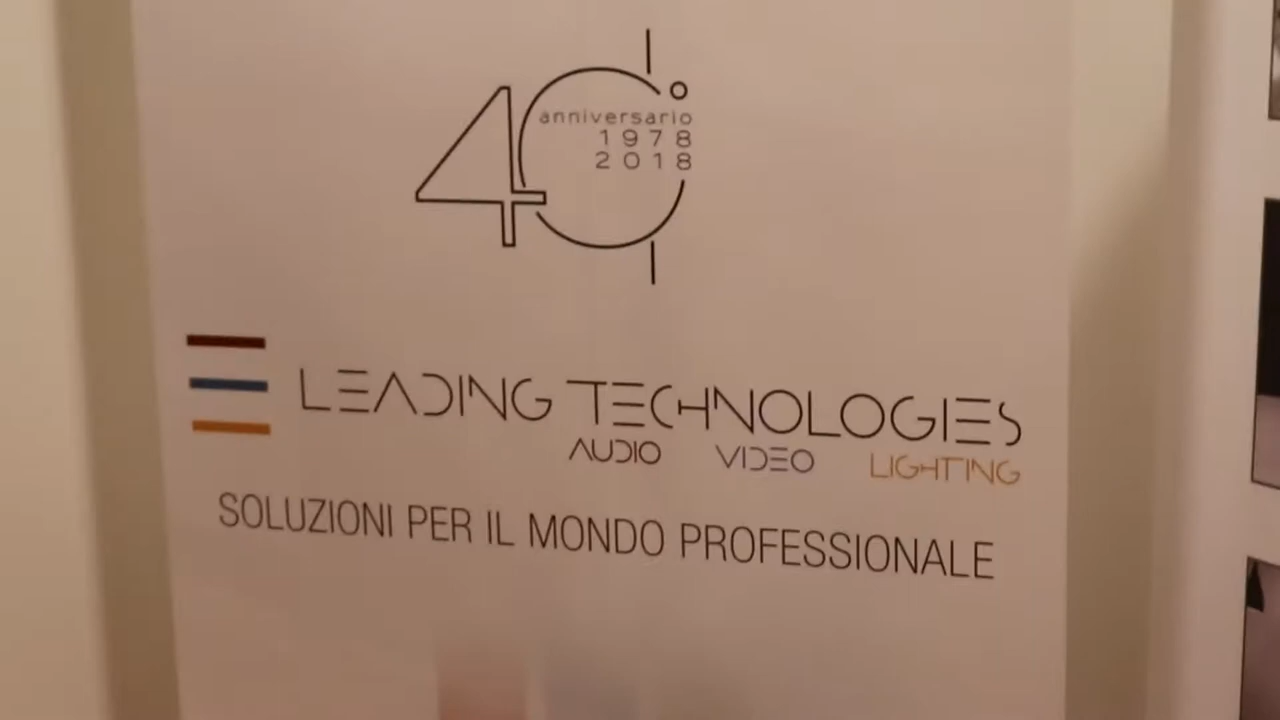 40°
anniversario
1978
2018
LEADING TECHNOLOGIES
AUDIO VIDEO LIGHTING
SOLUZIONI PER IL MONDO PROFESSIONALE